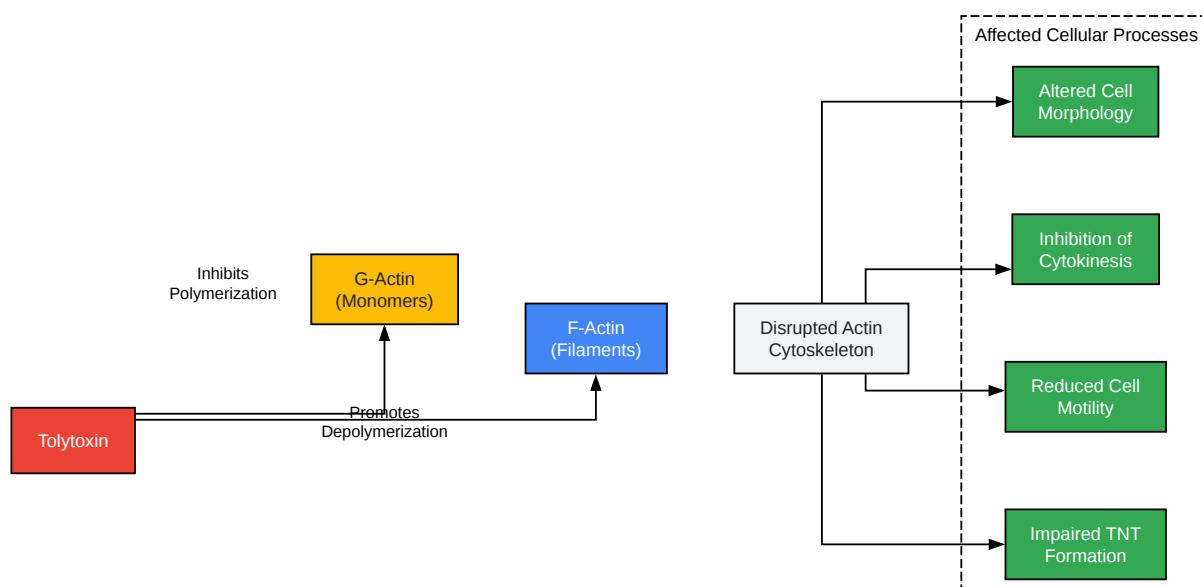 Affected Cellular Processes
Altered Cell
Morphology
Inhibition of
Cytokinesis
Inhibits
Polymerization
G-Actin
(Monomers)
F-Actin
(Filaments)
Disrupted Actin
Cytoskeleton
Reduced Cell
Motility
Tolytoxin
Promotes
Depolymerization
Impaired TNT
Formation